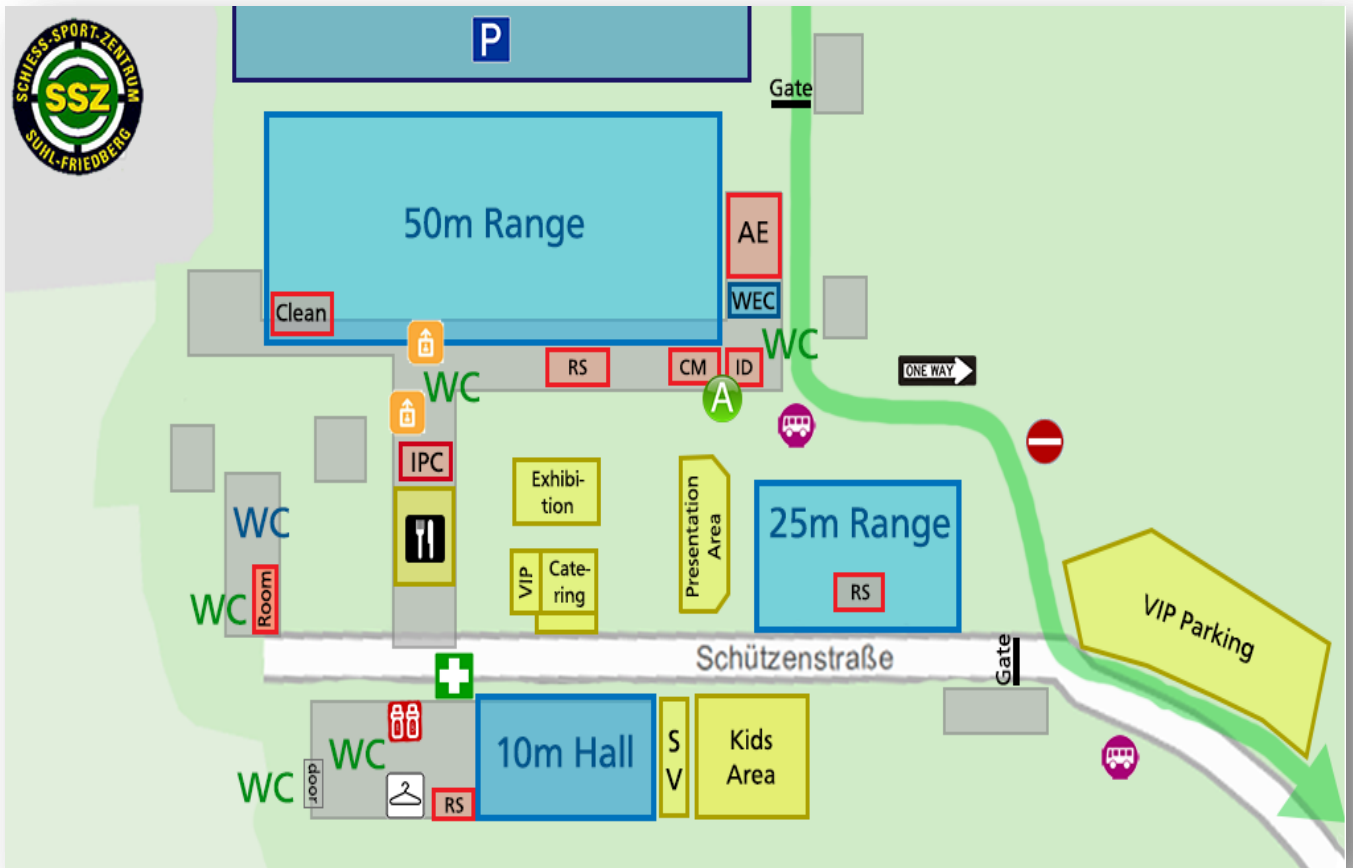 SCHIESS-SPORT-ZENTRUM
SSZ
SUHL-FRIEDBERG
P
Gate
50m Range
AE
WEC
Clean
WC
RS
CM
ID
A
WC
ONE WAY
IPC
Exhibi-
tion
Presentation
Area
25m Range
RS
WC
WC
Room
VIP
Cate-
ring
VIP Parking
Schützenstraße
Gate
10m Hall
S
V
Kids
Area
WC
WC
door
RS